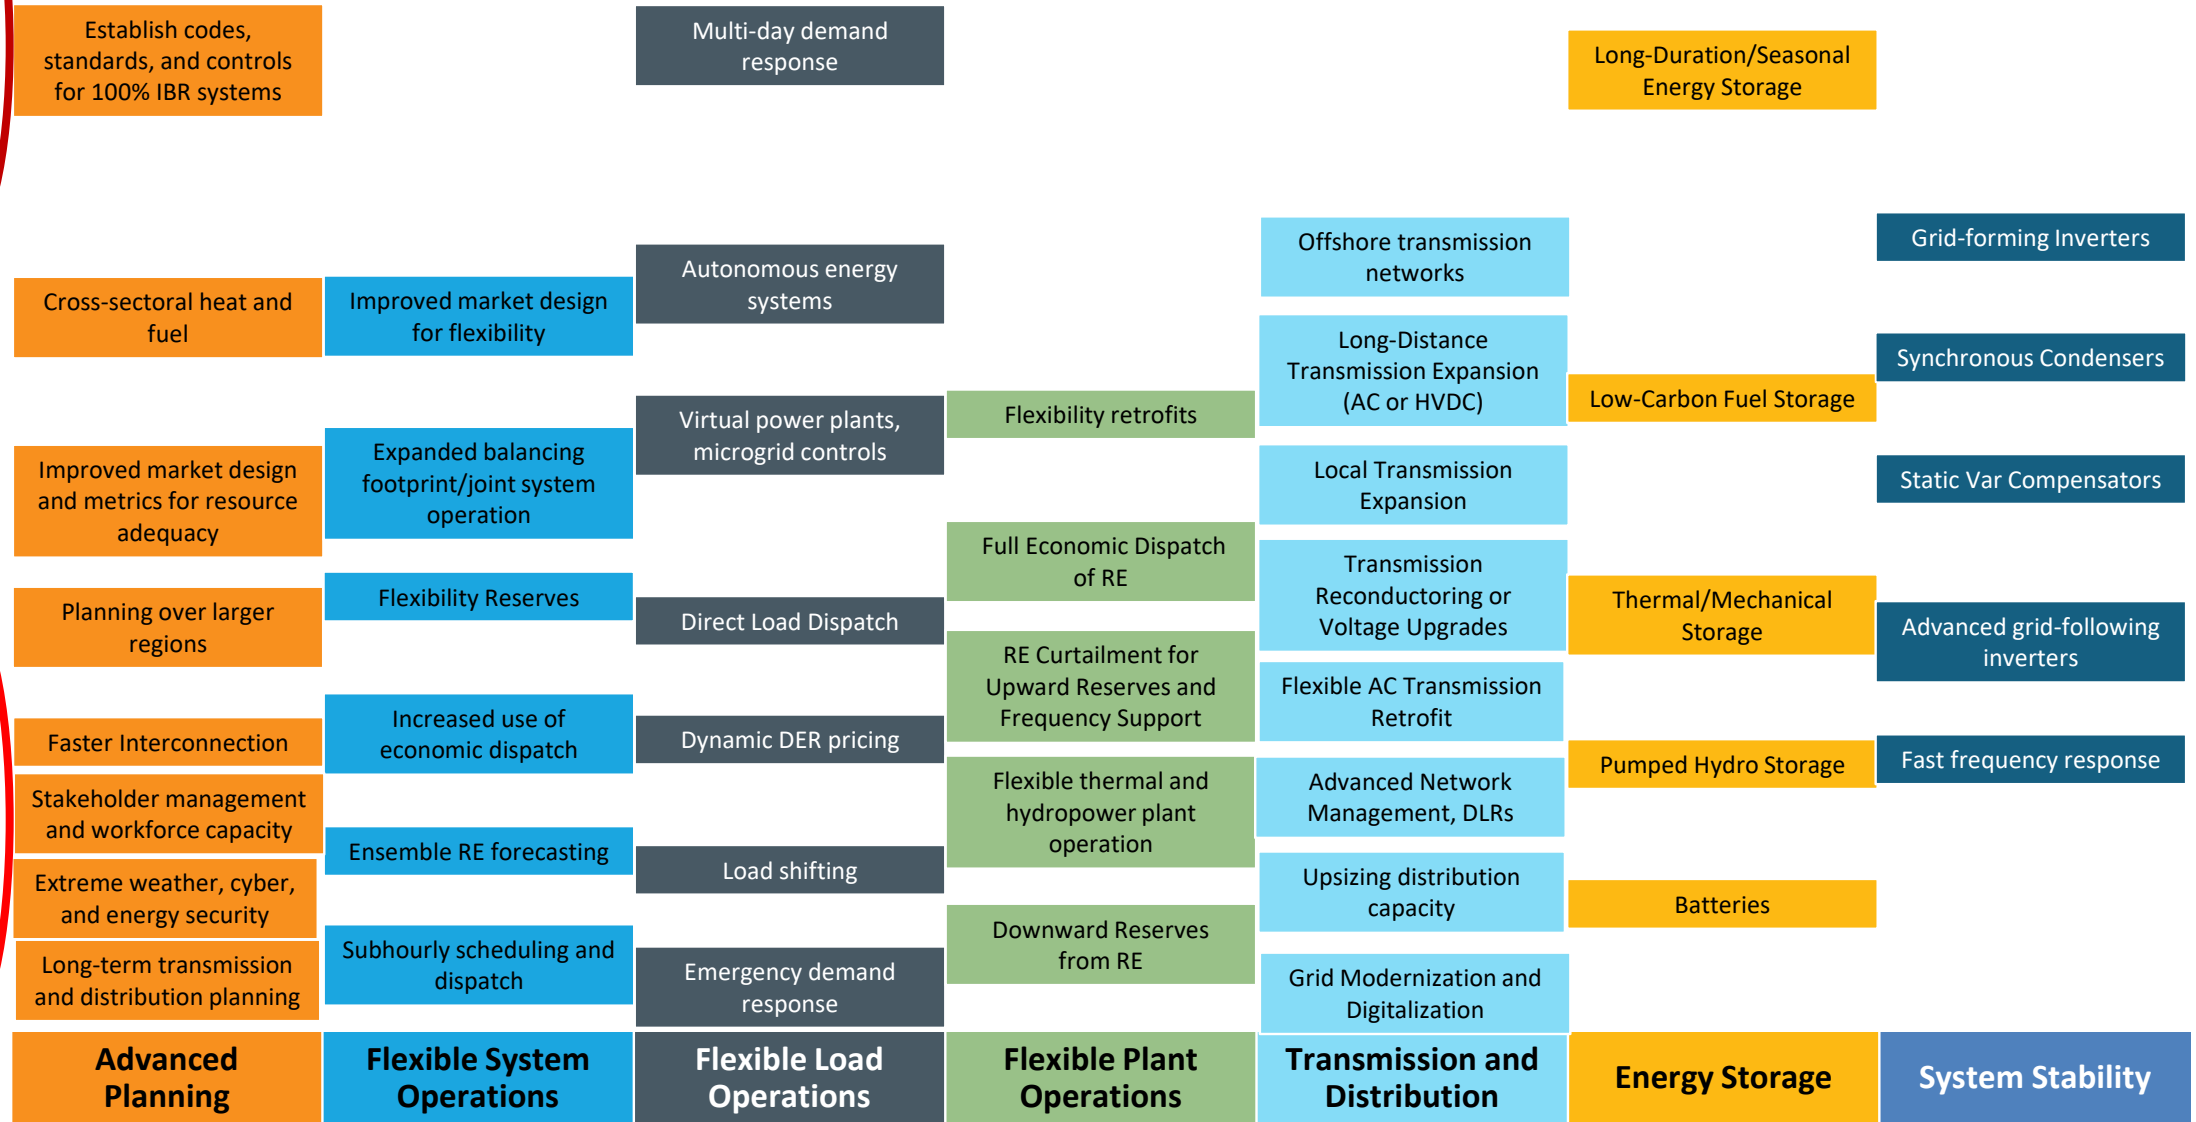 Establish codes,
standards, and controls
for 100% IBR systems
Cross-sectoral heat and
fuel
Improved market design
and metrics for resource
adequacy
Planning over larger
regions
Faster Interconnection
Stakeholder management
and workforce capacity
Extreme weather, cyber,
and energy security
Long-term transmission
and distribution planning
Advanced
Planning
Improved market design
for flexibility
Expanded balancing
footprint/joint system
operation
Flexibility Reserves
Increased use of
economic dispatch
Ensemble RE forecasting
Subhourly scheduling and
dispatch
Flexible System
Operations
Multi-day demand
response
Autonomous energy
systems
Virtual power plants,
microgrid controls
Direct Load Dispatch
Dynamic DER pricing
Load shifting
Emergency demand
response
Flexible Load
Operations
Flexibility retrofits
Full Economic Dispatch
of RE
RE Curtailment for
Upward Reserves and
Frequency Support
Flexible thermal and
hydropower plant
operation
Downward Reserves
from RE
Flexible Plant
Operations
Offshore transmission
networks
Long-Distance
Transmission Expansion
(AC or HVDC)
Local Transmission
Expansion
Transmission
Reconductoring or
Voltage Upgrades
Flexible AC Transmission
Retrofit
Advanced Network
Management, DLRs
Upsizing distribution
capacity
Grid Modernization and
Digitalization
Transmission and
Distribution
Long-Duration/Seasonal
Energy Storage
Low-Carbon Fuel Storage
Thermal/Mechanical
Storage
Pumped Hydro Storage
Batteries
Energy Storage
Grid-forming Inverters
Synchronous Condensers
Static Var Compensators
Advanced grid-following
inverters
Fast frequency response
System Stability